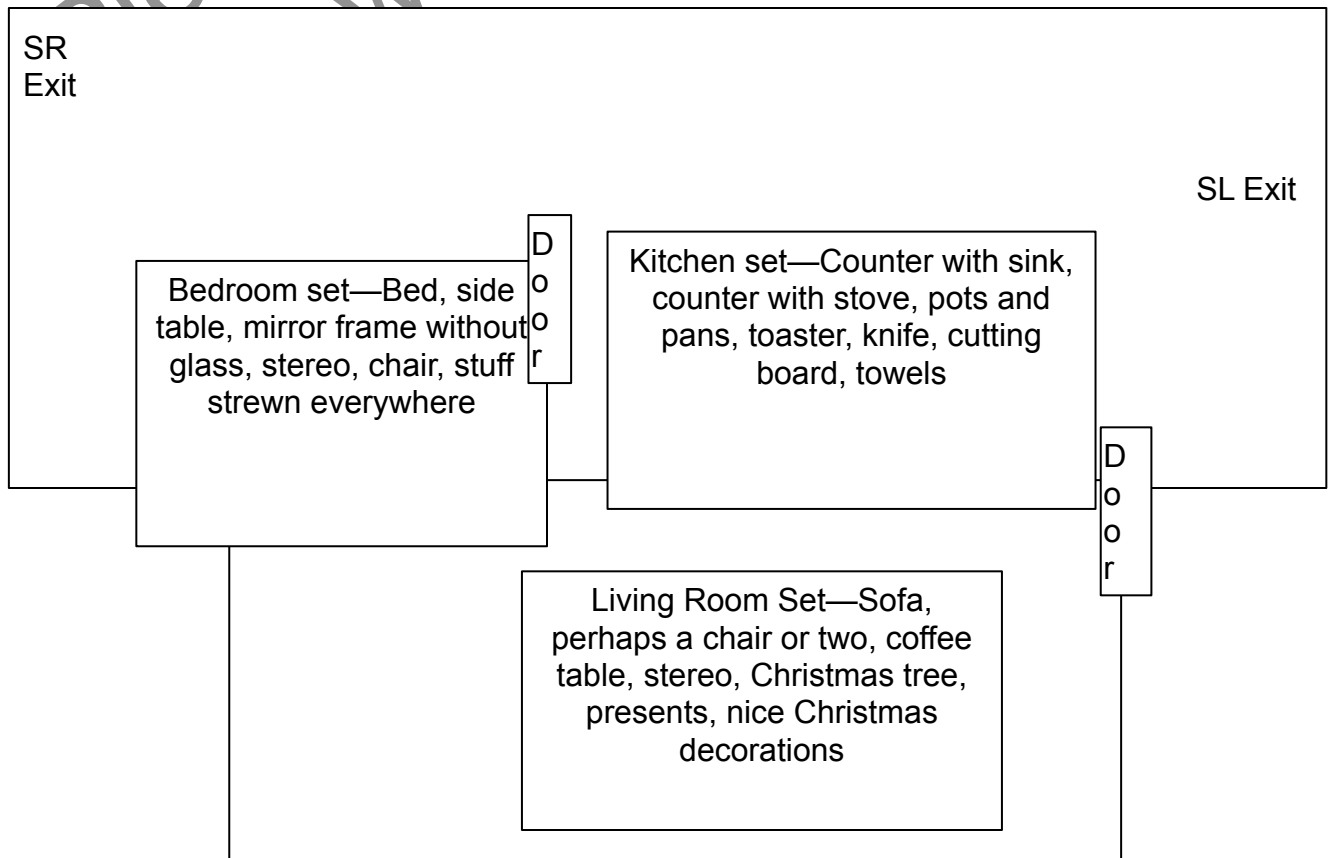 SR
Exit
SL Exit
Door
Bedroom set—Bed, side
table, mirror frame without
glass, stereo, chair, stuff
strewn everywhere
Kitchen set—Counter with sink,
counter with stove, pots and
pans, toaster, knife, cutting
board, towels
Door
Living Room Set—Sofa,
perhaps a chair or two, coffee
table, stereo, Christmas tree,
presents, nice Christmas
decorations